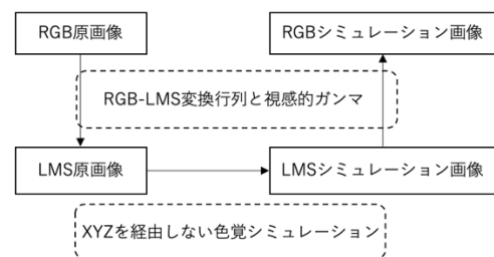 RGB原画像
RGBシミュレーション画像
RGB-LMS変換行列と視感的ガンマ
LMS原画像
LMSシミュレーション画像
XYZを経由しない色覚シミュレーション